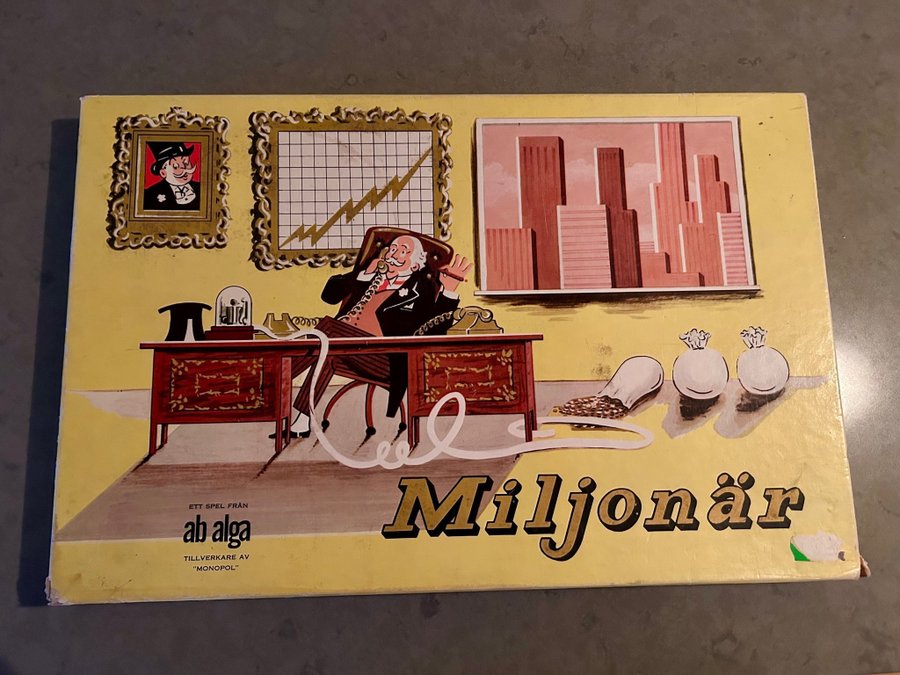 Miljonär
ETT SPEL FRÅN
ab alga
TILLVERKARE AV
"MONOPOL"